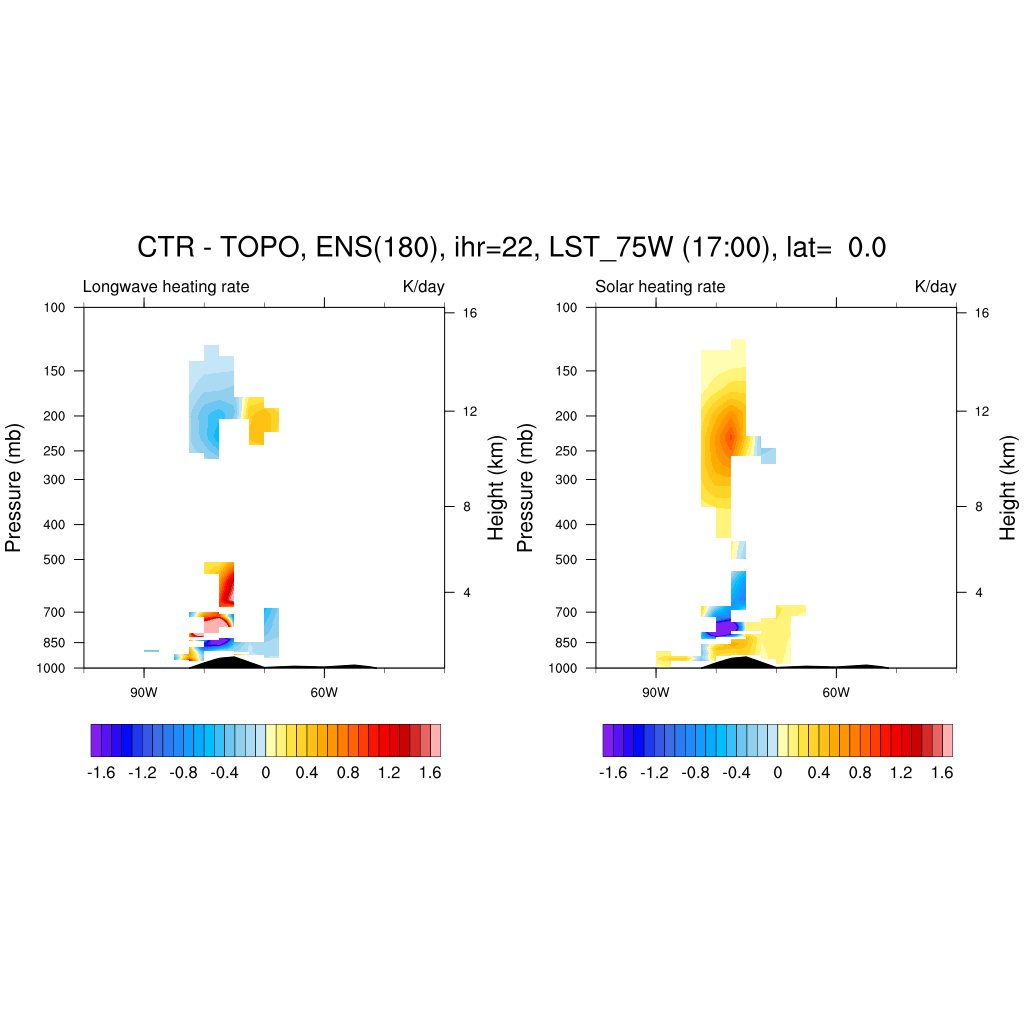 CTR - TOPO, ENS(180), ihr=22, LST_75W (17:00), lat=  0.0
Longwave heating rate K/day
100
150
200
250
300
400
500
700
850
1000
Pressure (mb)
16
12
8
4
Height (km)
90W 60W
-1.6 -1.2 -0.8 -0.4 0 0.4 0.8 1.2 1.6
Solar heating rate K/day
100
150
200
250
300
400
500
700
850
1000
Pressure (mb)
16
12
8
4
Height (km)
90W 60W
-1.6 -1.2 -0.8 -0.4 0 0.4 0.8 1.2 1.6